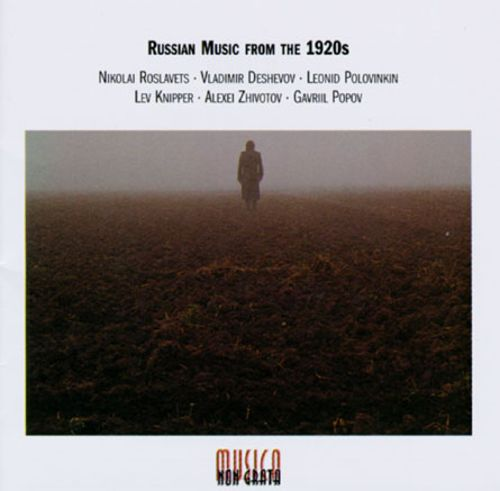 Russian Music from the 1920s
Nikolai Roslavets · Vladimir Deshevov · Leonid Polovinkin
Lev Knipper · Alexei Zhivotov · Gavriil Popov
MUSICA
NON GRATA